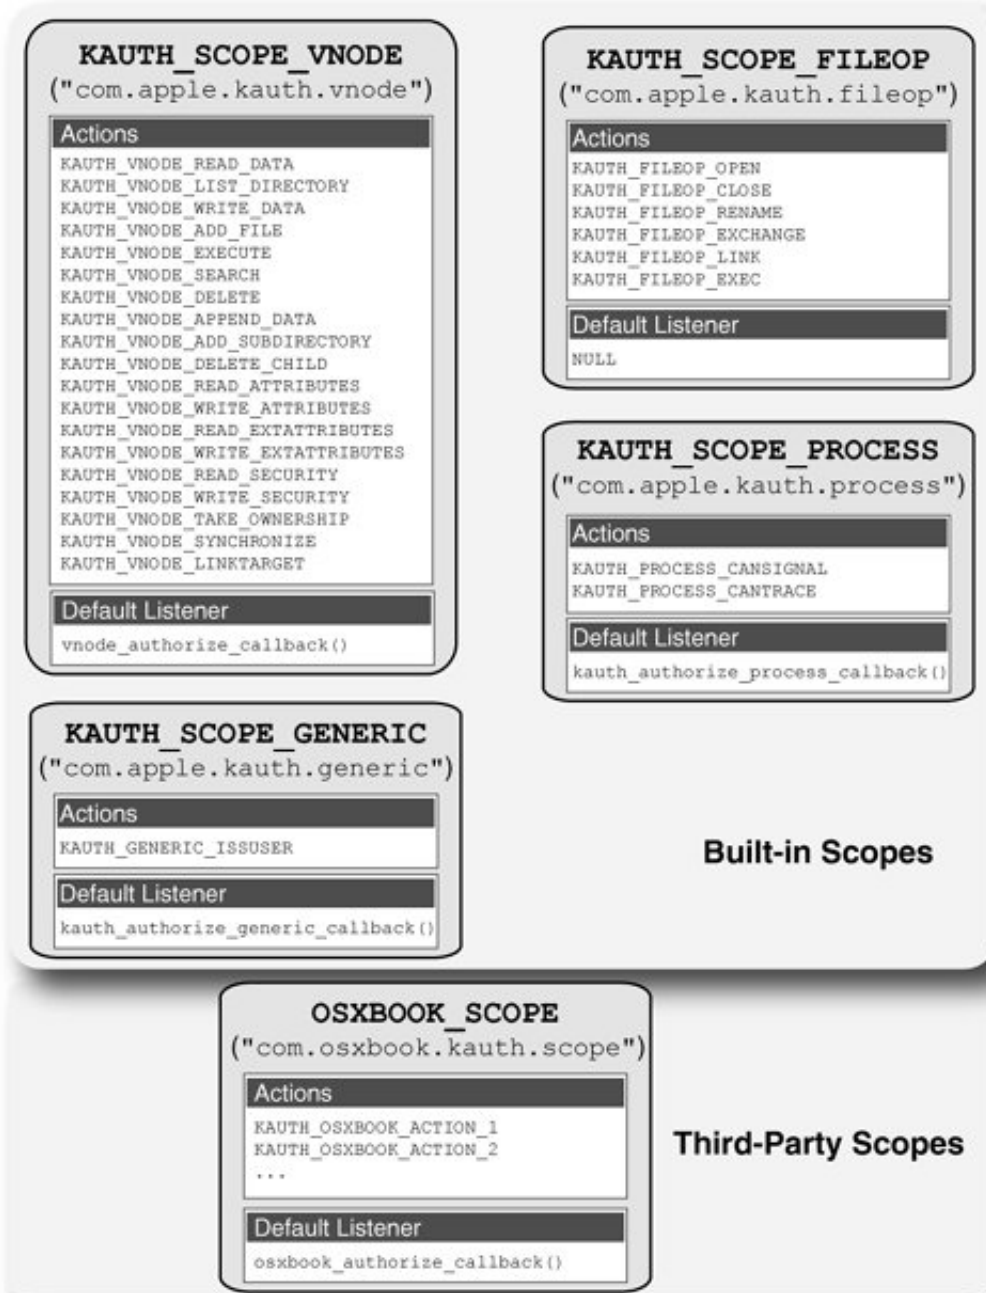 KAUTH_SCOPE_VNODE
("com.apple.kauth.vnode")
Actions
KAUTH_VNODE_READ_DATA
KAUTH_VNODE_LIST_DIRECTORY
KAUTH_VNODE_WRITE_DATA
KAUTH_VNODE_ADD_FILE
KAUTH_VNODE_EXECUTE
KAUTH_VNODE_SEARCH
KAUTH_VNODE_DELETE
KAUTH_VNODE_APPEND_DATA
KAUTH_VNODE_ADD_SUBDIRECTORY
KAUTH_VNODE_DELETE_CHILD
KAUTH_VNODE_READ_ATTRIBUTES
KAUTH_VNODE_WRITE_ATTRIBUTES
KAUTH_VNODE_READ_EXTATTRIBUTES
KAUTH_VNODE_WRITE_EXTATTRIBUTES
KAUTH_VNODE_READ_SECURITY
KAUTH_VNODE_WRITE_SECURITY
KAUTH_VNODE_TAKE_OWNERSHIP
KAUTH_VNODE_SYNCHRONIZE
KAUTH_VNODE_LINKTARGET
Default Listener
vnode_authorize_callback()
KAUTH_SCOPE_FILEOP
("com.apple.kauth.fileop")
Actions
KAUTH_FILEOP_OPEN
KAUTH_FILEOP_CLOSE
KAUTH_FILEOP_RENAME
KAUTH_FILEOP_EXCHANGE
KAUTH_FILEOP_LINK
KAUTH_FILEOP_EXEC
Default Listener
NULL
KAUTH_SCOPE_PROCESS
("com.apple.kauth.process")
Actions
KAUTH_PROCESS_CANSIGNAL
KAUTH_PROCESS_CANTRACE
Default Listener
kauth_authorize_process_callback()
KAUTH_SCOPE_GENERIC
("com.apple.kauth.generic")
Actions
KAUTH_GENERIC_ISSUSER
Default Listener
kauth_authorize_generic_callback()
Built-in Scopes
OSXBOOK_SCOPE
("com.osxbook.kauth.scope")
Actions
KAUTH_OSXBOOK_ACTION_1
KAUTH_OSXBOOK_ACTION_2
...
Default Listener
osxbook_authorize_callback()
Third-Party Scopes